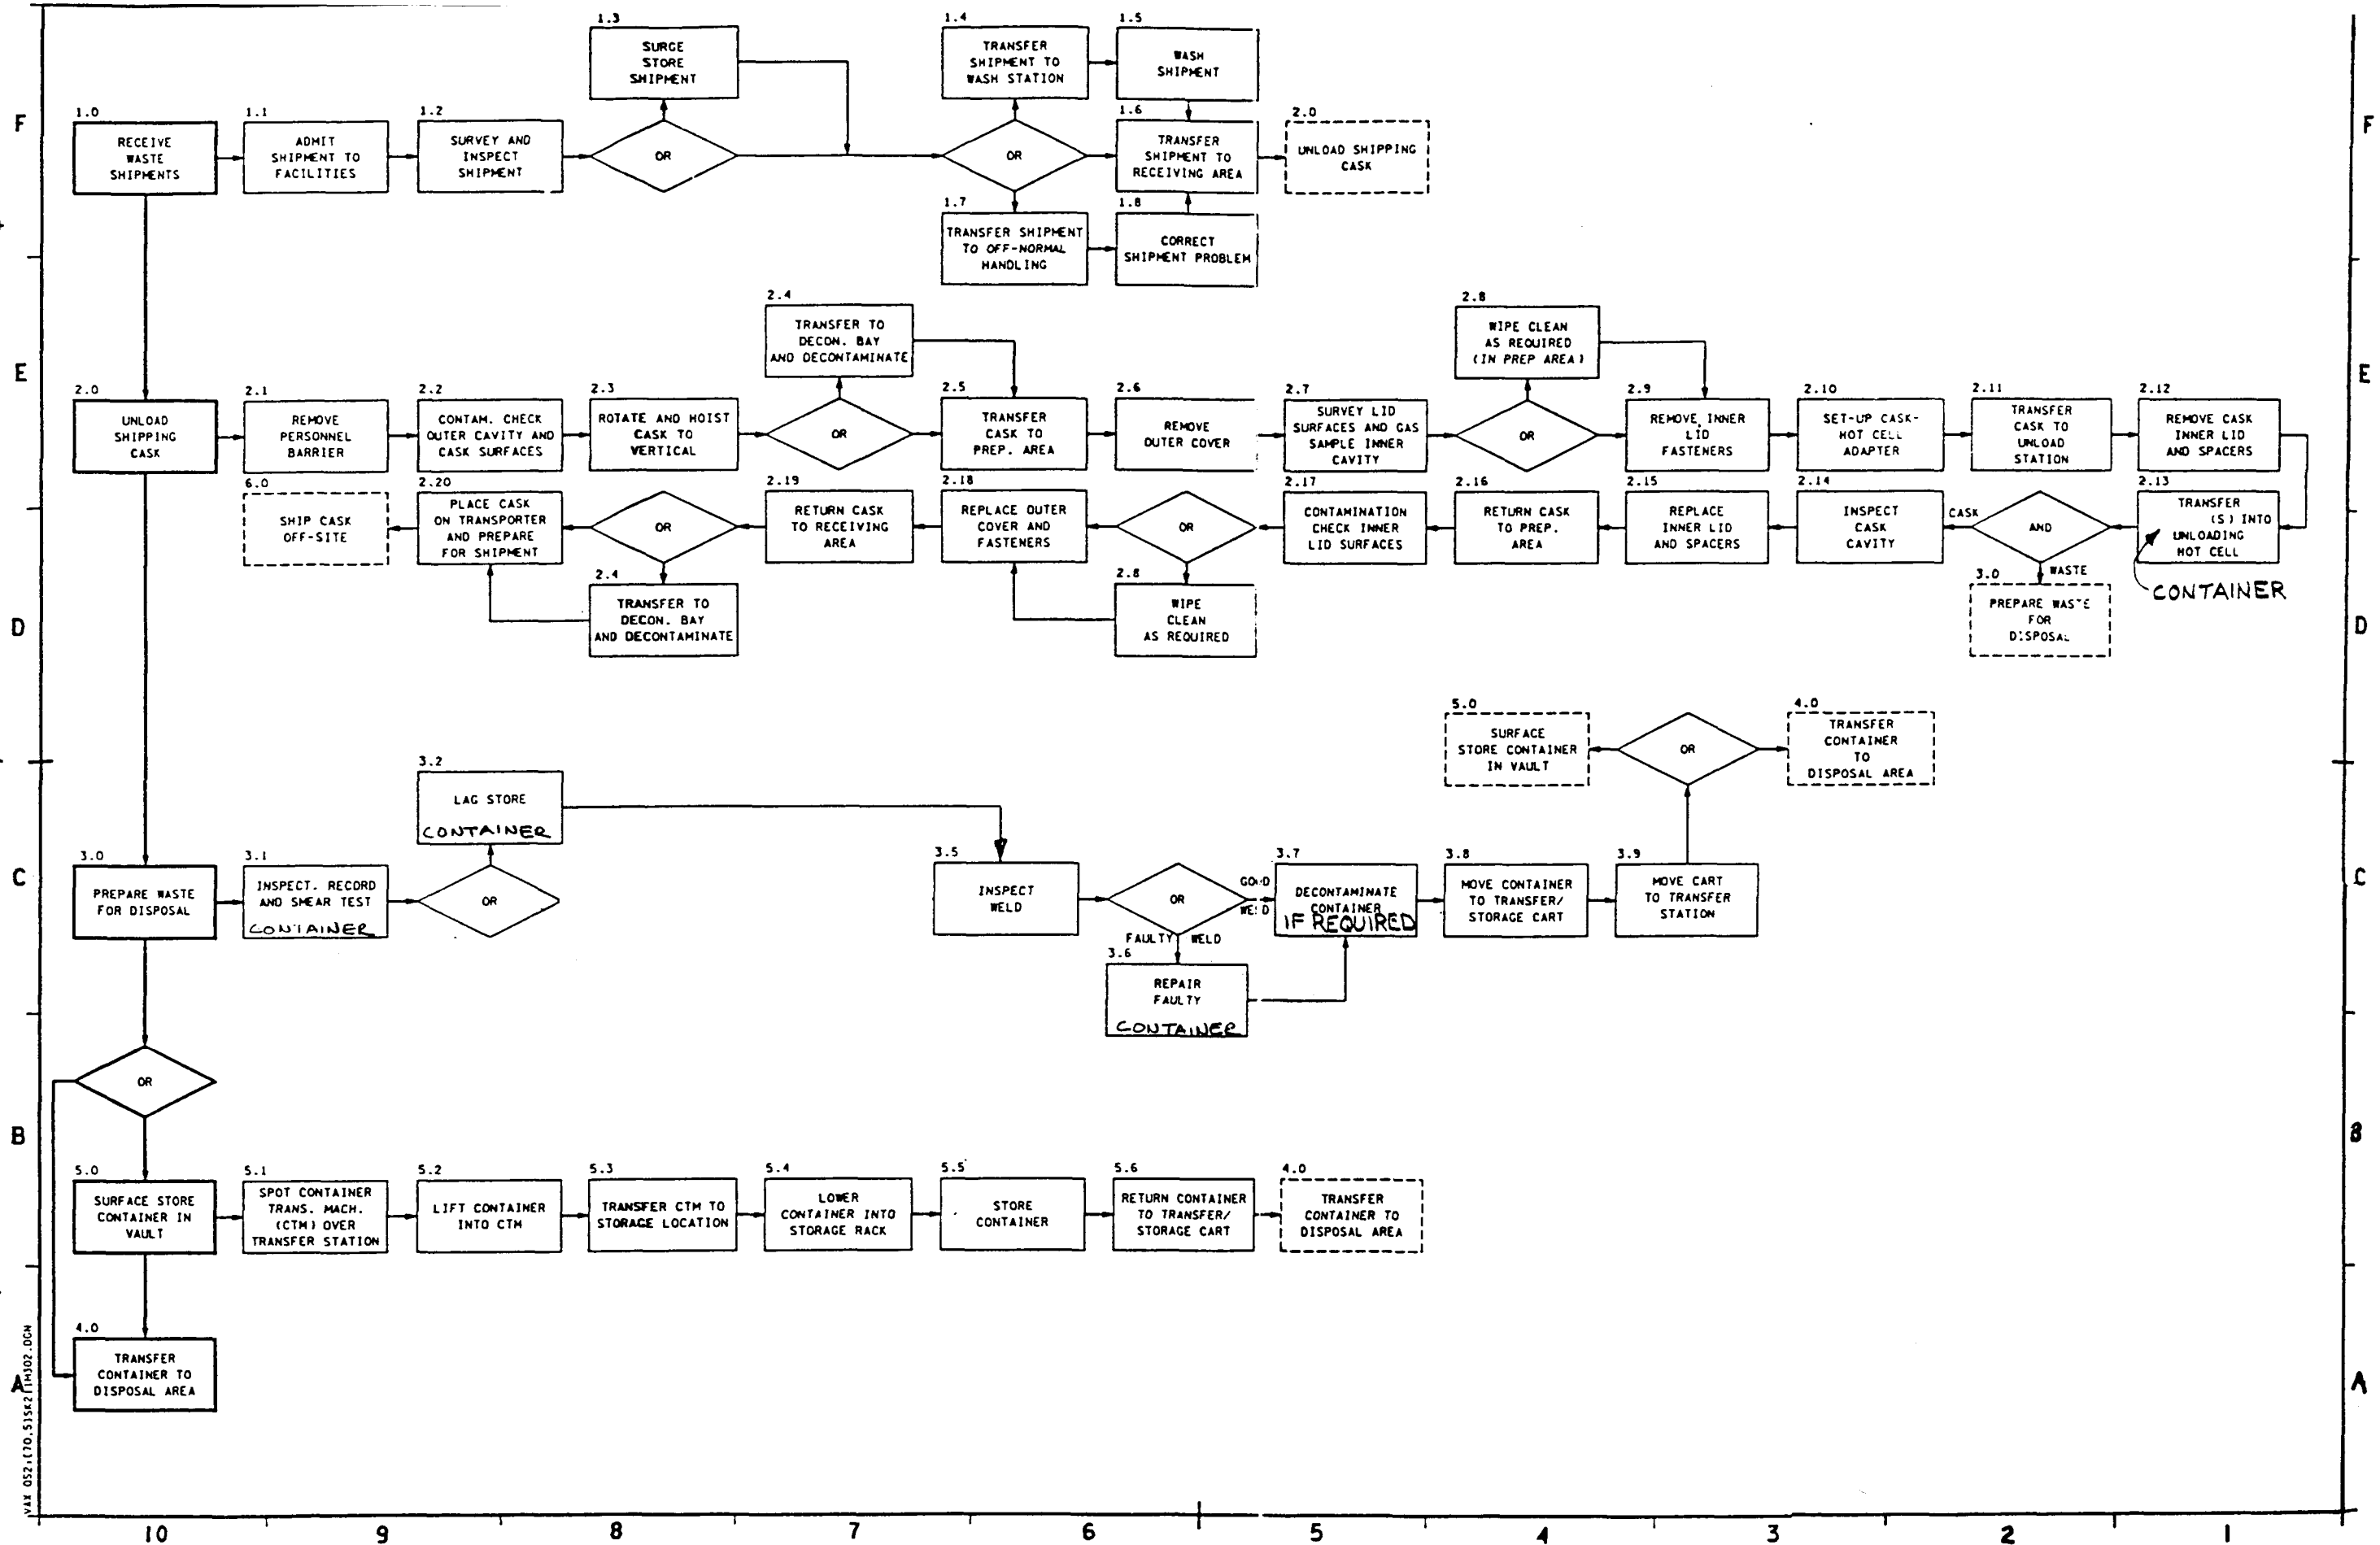 1.0
RECEIVE
WASTE
SHIPMENTS
1.1
ADMIT
SHIPMENT TO
FACILITIES
1.2
SURVEY AND
INSPECT
SHIPMENT
1.3
SURGE
STORE
SHIPMENT
OR
1.4
TRANSFER
SHIPMENT TO
WASH STATION
1.5
WASH
SHIPMENT
OR
1.6
TRANSFER
SHIPMENT TO
RECEIVING AREA
2.0
UNLOAD SHIPPING
CASK
1.7
TRANSFER SHIPMENT
TO OFF-NORMAL
HANDLING
1.8
CORRECT
SHIPMENT PROBLEM
F
F
2.0
UNLOAD
SHIPPING
CASK
2.1
REMOVE
PERSONNEL
BARRIER
2.2
CONTAM. CHECK
OUTER CAVITY AND
CASK SURFACES
2.3
ROTATE AND HOIST
CASK TO
VERTICAL
2.4
TRANSFER TO
DECON. BAY
AND DECONTAMINATE
OR
2.5
TRANSFER
CASK TO
PREP. AREA
2.6
REMOVE
OUTER COVER
2.7
SURVEY LID
SURFACES AND GAS
SAMPLE INNER
CAVITY
2.8
WIPE CLEAN
AS REQUIRED
(IN PREP AREA)
OR
2.9
REMOVE INNER
LID
FASTENERS
2.10
SET-UP CASK-
HOT CELL
ADAPTER
2.11
TRANSFER
CASK TO
UNLOAD
STATION
2.12
REMOVE CASK
INNER LID
AND SPACERS
E
E
2.13
TRANSFER
(S) INTO
UNLOADING
HOT CELL
CONTAINER
AND
CASK
WASTE
3.0
PREPARE WASTE
FOR
DISPOSAL
2.14
INSPECT
CASK
CAVITY
2.15
REPLACE
INNER LID
AND SPACERS
2.16
RETURN CASK
TO PREP.
AREA
2.17
CONTAMINATION
CHECK INNER
LID SURFACES
OR
2.8
WIPE
CLEAN
AS REQUIRED
2.18
REPLACE OUTER
COVER AND
FASTENERS
2.19
RETURN CASK
TO RECEIVING
AREA
OR
2.4
TRANSFER TO
DECON. BAY
AND DECONTAMINATE
2.20
PLACE CASK
ON TRANSPORTER
AND PREPARE
FOR SHIPMENT
6.0
SHIP CASK
OFF-SITE
D
D
3.0
PREPARE WASTE
FOR DISPOSAL
3.1
INSPECT. RECORD
AND SMEAR TEST
CONTAINER
3.2
LAG STORE
CONTAINER
OR
3.5
INSPECT
WELD
OR
GOOD
WELD
FAULTY WELD
3.6
REPAIR
FAULTY
CONTAINER
3.7
DECONTAMINATE
CONTAINER
IF REQUIRED
3.8
MOVE CONTAINER
TO TRANSFER/
STORAGE CART
3.9
MOVE CART
TO TRANSFER
STATION
OR
5.0
SURFACE
STORE CONTAINER
IN VAULT
4.0
TRANSFER
CONTAINER
TO
DISPOSAL AREA
C
C
OR
B
B
5.0
SURFACE STORE
CONTAINER IN
VAULT
5.1
SPOT CONTAINER
TRANS. MACH.
(CTM) OVER
TRANSFER STATION
5.2
LIFT CONTAINER
INTO CTM
5.3
TRANSFER CTM TO
STORAGE LOCATION
5.4
LOWER
CONTAINER INTO
STORAGE RACK
5.5
STORE
CONTAINER
5.6
RETURN CONTAINER
TO TRANSFER/
STORAGE CART
4.0
TRANSFER
CONTAINER TO
DISPOSAL AREA
4.0
TRANSFER
CONTAINER TO
DISPOSAL AREA
A
A
10 9 8 7 6 5 4 3 2 1